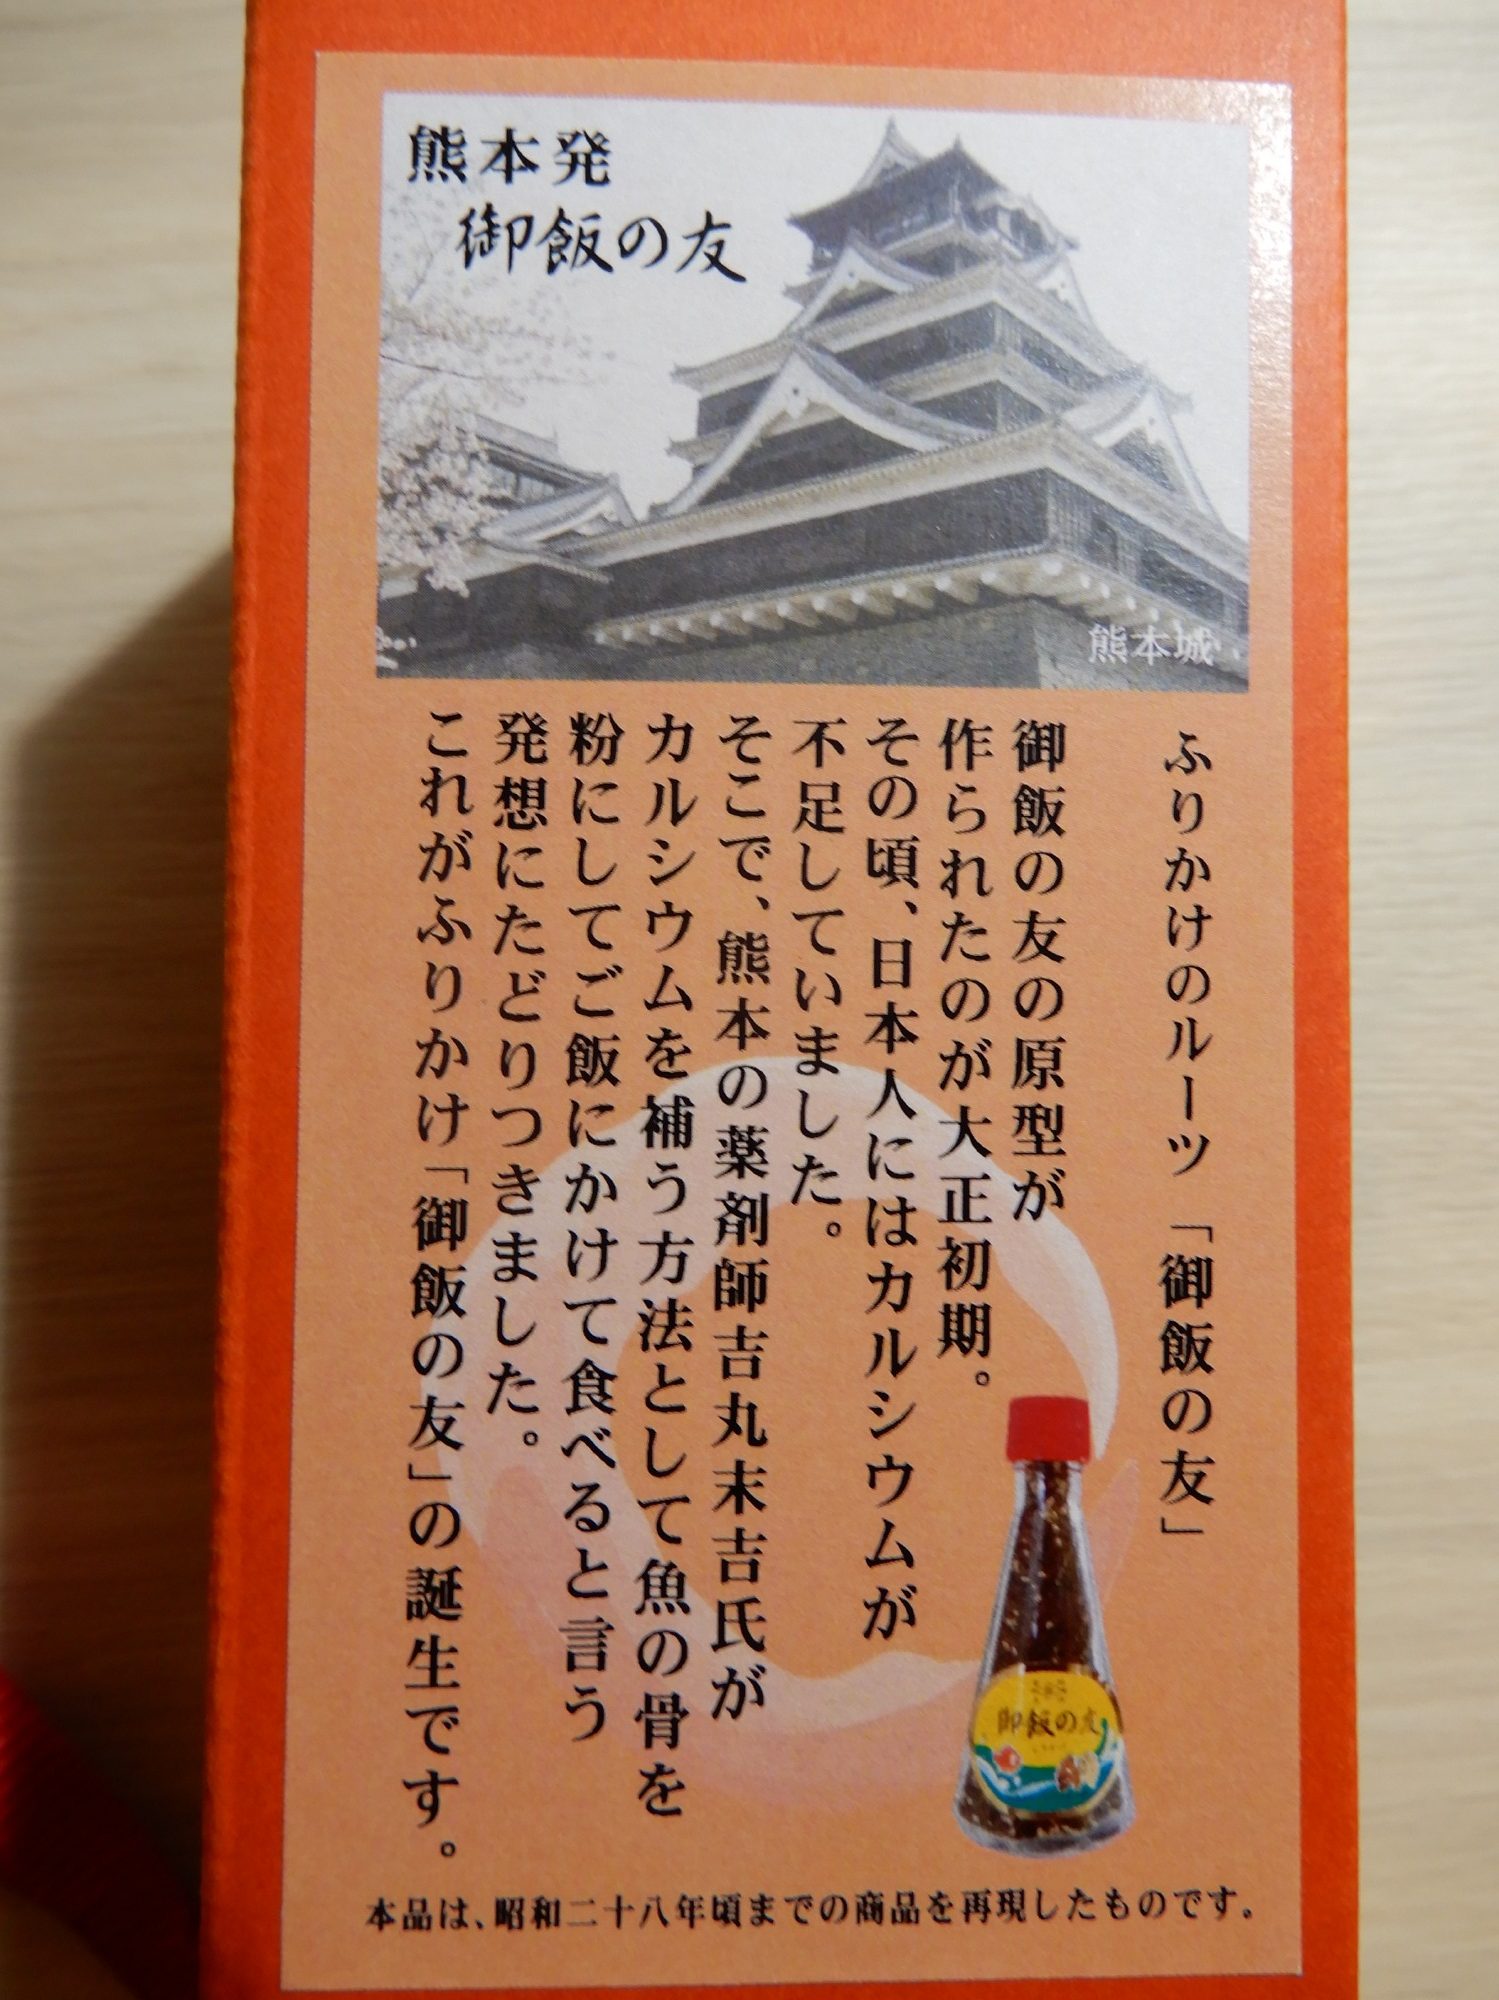 熊本発
御飯の友
熊本城
ふりかけのルーツ「御飯の友」
御飯の友の原型が
作られたのが大正初期。
その頃、日本人にはカルシウムが
不足していました。
そこで、熊本の薬剤師吉丸末吉氏が
カルシウムを補う方法として魚の骨を
粉にしてご飯にかけて食べると言う
発想にたどりつきました。
これがふりかけ「御飯の友」の誕生です。
御飯の友
本品は、昭和二十八年頃までの商品を再現したものです。